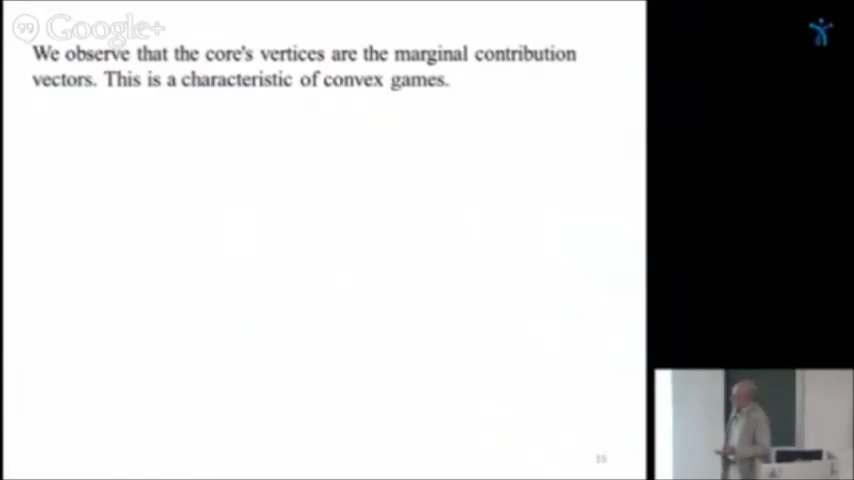 Google+
We observe that the core's vertices are the marginal contribution
vectors. This is a characteristic of convex games.